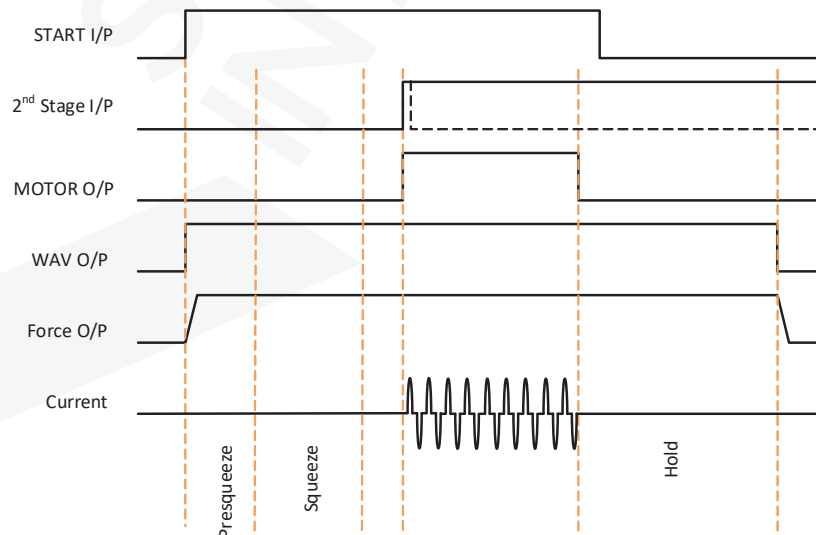 START I/P
2nd Stage I/P
MOTOR O/P
WAV O/P
Force O/P
Current
Presqueeze
Squeeze
Hold